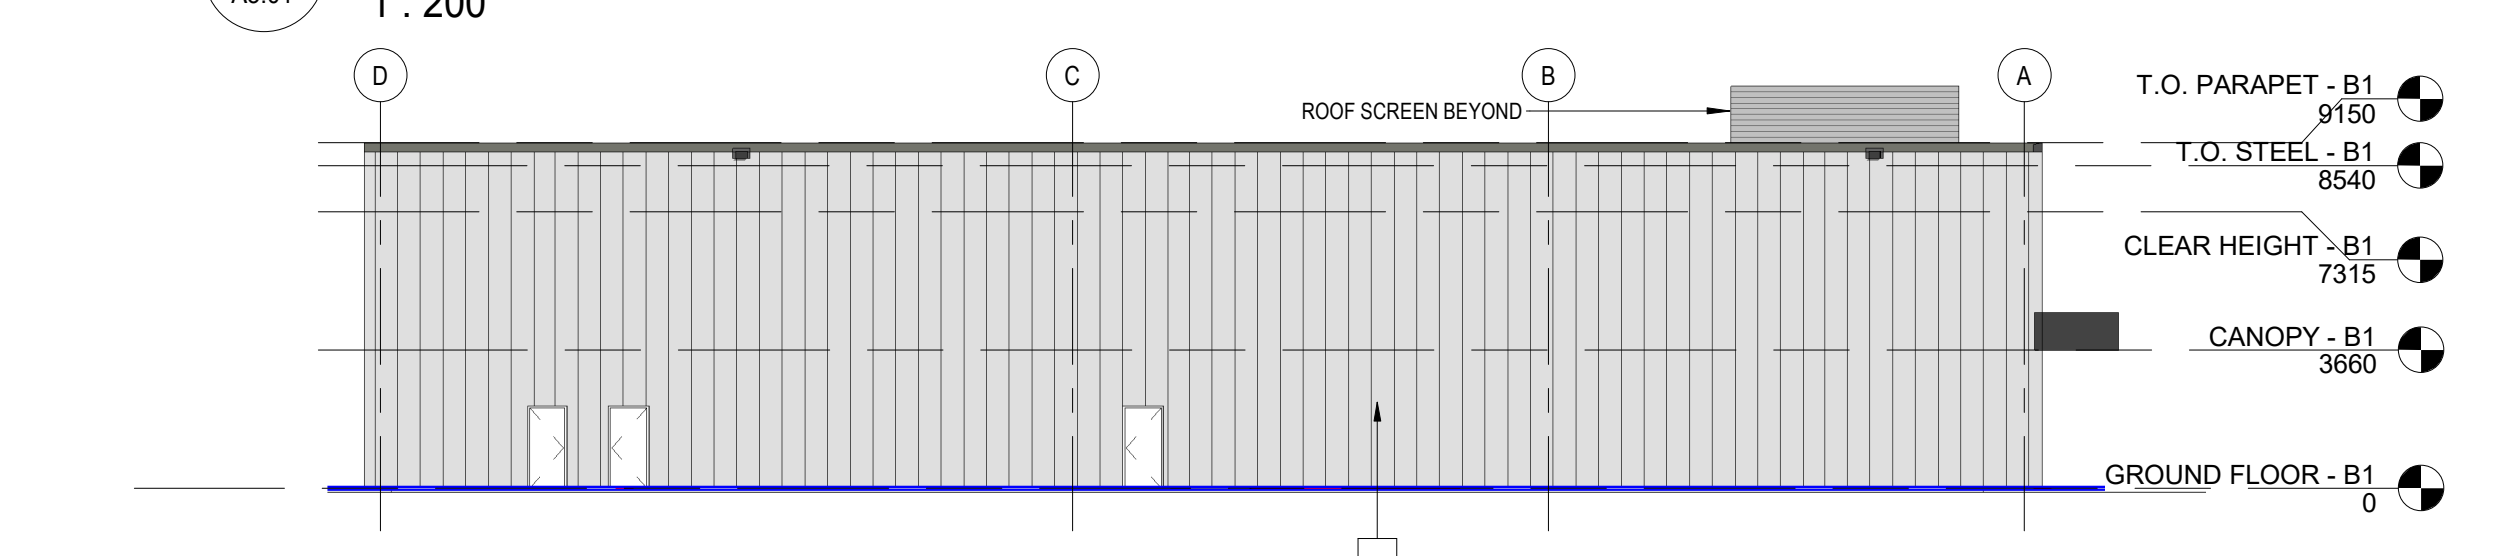 1 : 200
D
C
B
A
ROOF SCREEN BEYOND
T.O. PARAPET - B1
9150
T.O. STEEL - B1
8540
CLEAR HEIGHT - B1
7315
CANOPY - B1
3660
GROUND FLOOR - B1
0